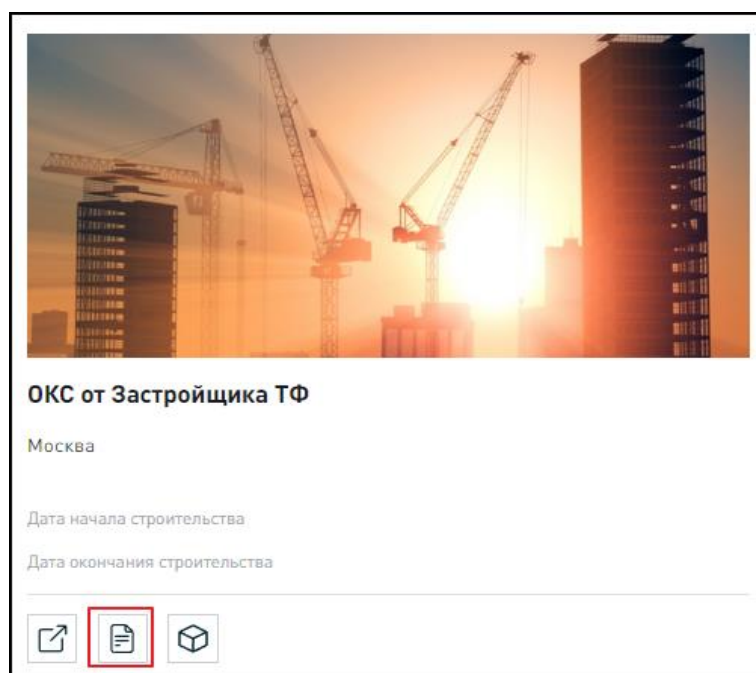 ОКС от Застройщика ТФ
Москва
Дата начала строительства
Дата окончания строительства